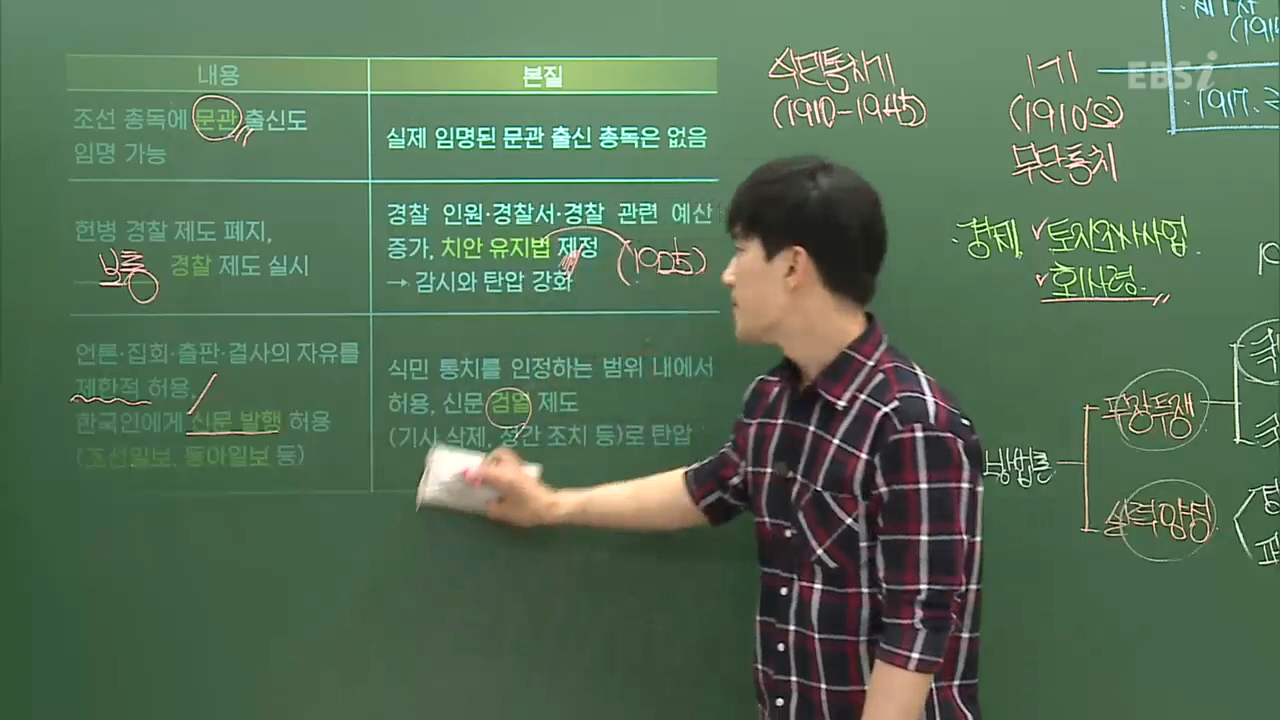 내용
본질
조선 총독에 문관 출신도
임명 가능
실제 임명된 문관 출신 총독은 없음
헌병 경찰 제도 폐지,
보통 경찰 제도 실시
경찰 인원·경찰서·경찰 관련 예산
증가, 치안 유지법 제정
(1925)
→ 감시와 탄압 강화
언론·집회·출판·결사의 자유를
제한적 허용,
한국인에게 신문 발행 허용
(조선일보, 동아일보 등)
식민 통치를 인정하는 범위 내에서
허용, 신문 검열 제도
(기사 삭제, 정간 조치 등)로 탄압
식민통치기
(1910-1945)
1기
(1910's)
무단통치
EBSi
·1917.
·경제,
토지조사사업.
회사령.
방법론
무장투쟁
실력양성